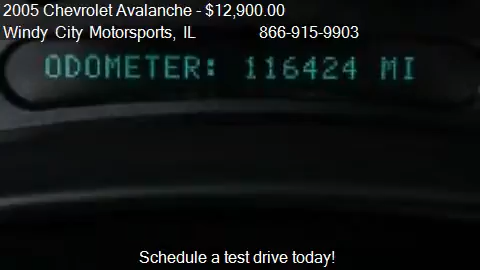 2005 Chevrolet Avalanche - $12,900.00
Windy City Motorsports, IL 866-915-9903
ODOMETER: 116424 MI
Schedule a test drive today!